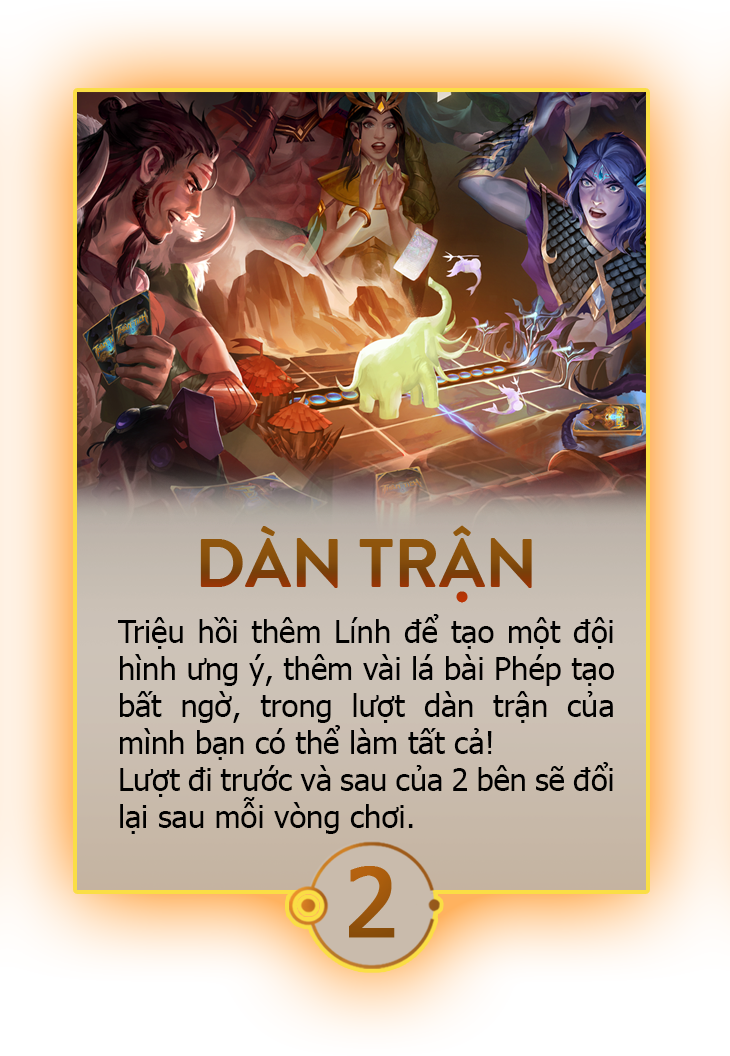 DÀN TRẬN
Triệu hồi thêm Lính để tạo một đội
hình ưng ý, thêm vài lá bài Phép tạo
bất ngờ, trong lượt dàn trận của
mình bạn có thể làm tất cả!
Lượt đi trước và sau của 2 bên sẽ đổi
lại sau mỗi vòng chơi.
2